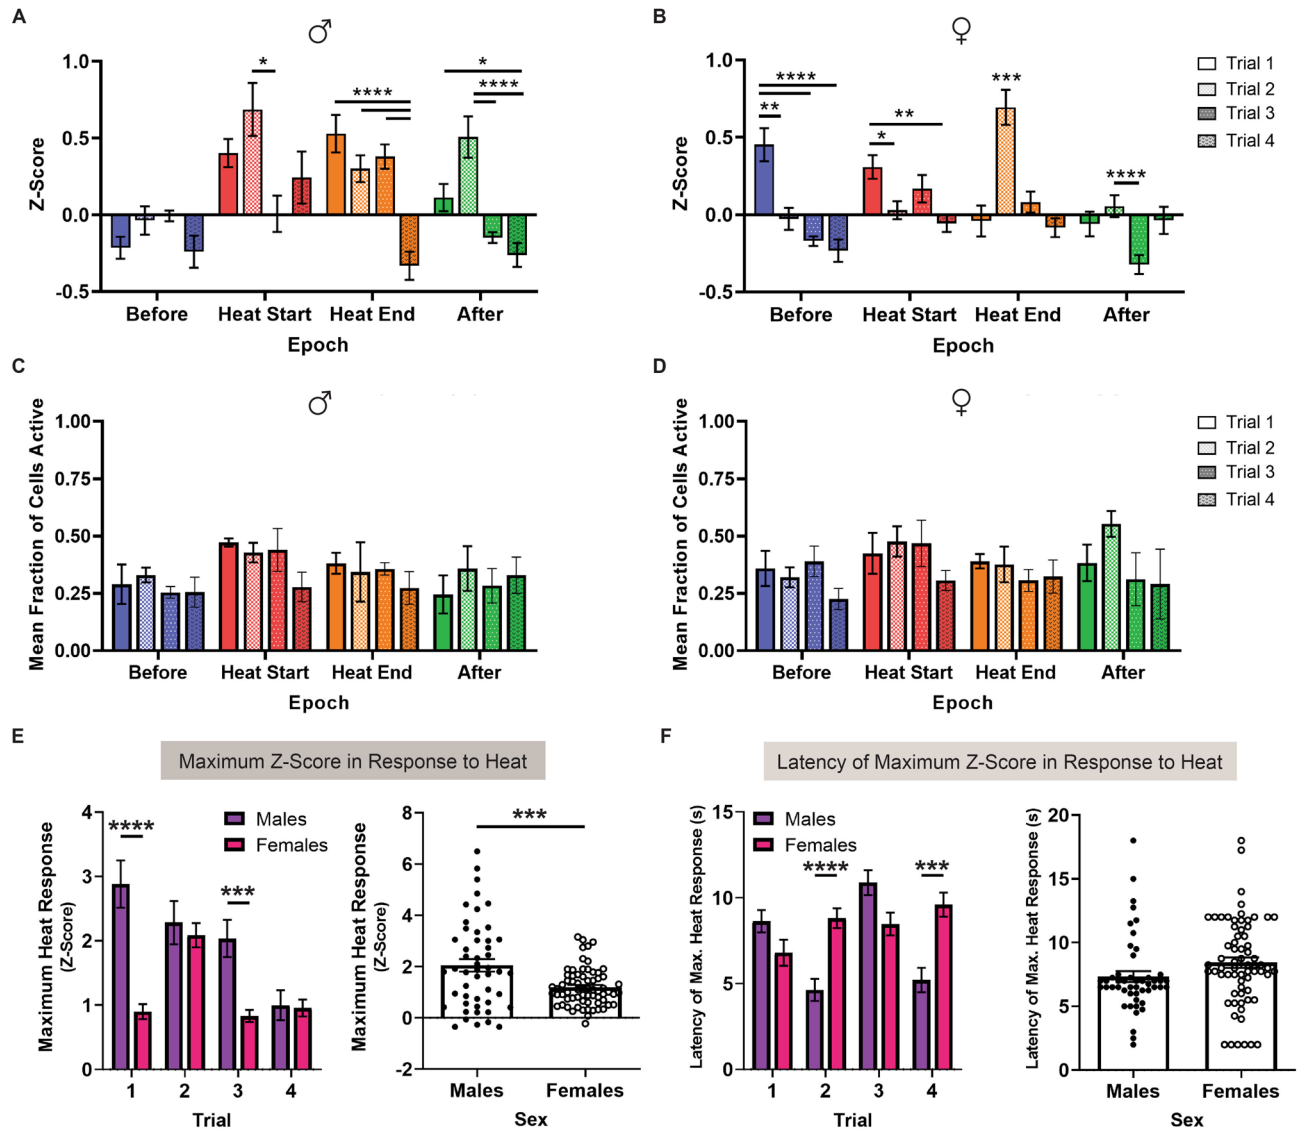 A
♂
1.0
0.5
0.0
-0.5
Z-Score
*
****
*
****
Before
Heat Start
Heat End
After
Epoch
B
♀
1.0
0.5
0.0
-0.5
Z-Score
****
**
**
*
***
****
Before
Heat Start
Heat End
After
Epoch
Trial 1
Trial 2
Trial 3
Trial 4
C
♂
1.00
0.75
0.50
0.25
0.00
Mean Fraction of Cells Active
Before
Heat Start
Heat End
After
Epoch
D
♀
1.00
0.75
0.50
0.25
0.00
Mean Fraction of Cells Active
Before
Heat Start
Heat End
After
Epoch
Trial 1
Trial 2
Trial 3
Trial 4
E
Maximum Z-Score in Response to Heat
4
3
2
1
0
Maximum Heat Response
(Z-Score)
Males
Females
****
***
1
2
3
4
Trial
8
6
4
2
0
-2
Maximum Heat Response
(Z-Score)
***
Males
Females
Sex
F
Latency of Maximum Z-Score in Response to Heat
15
10
5
0
Latency of Max. Heat Response (s)
Males
Females
****
***
1
2
3
4
Trial
20
15
10
5
0
Latency of Max. Heat Response (s)
Males
Females
Sex